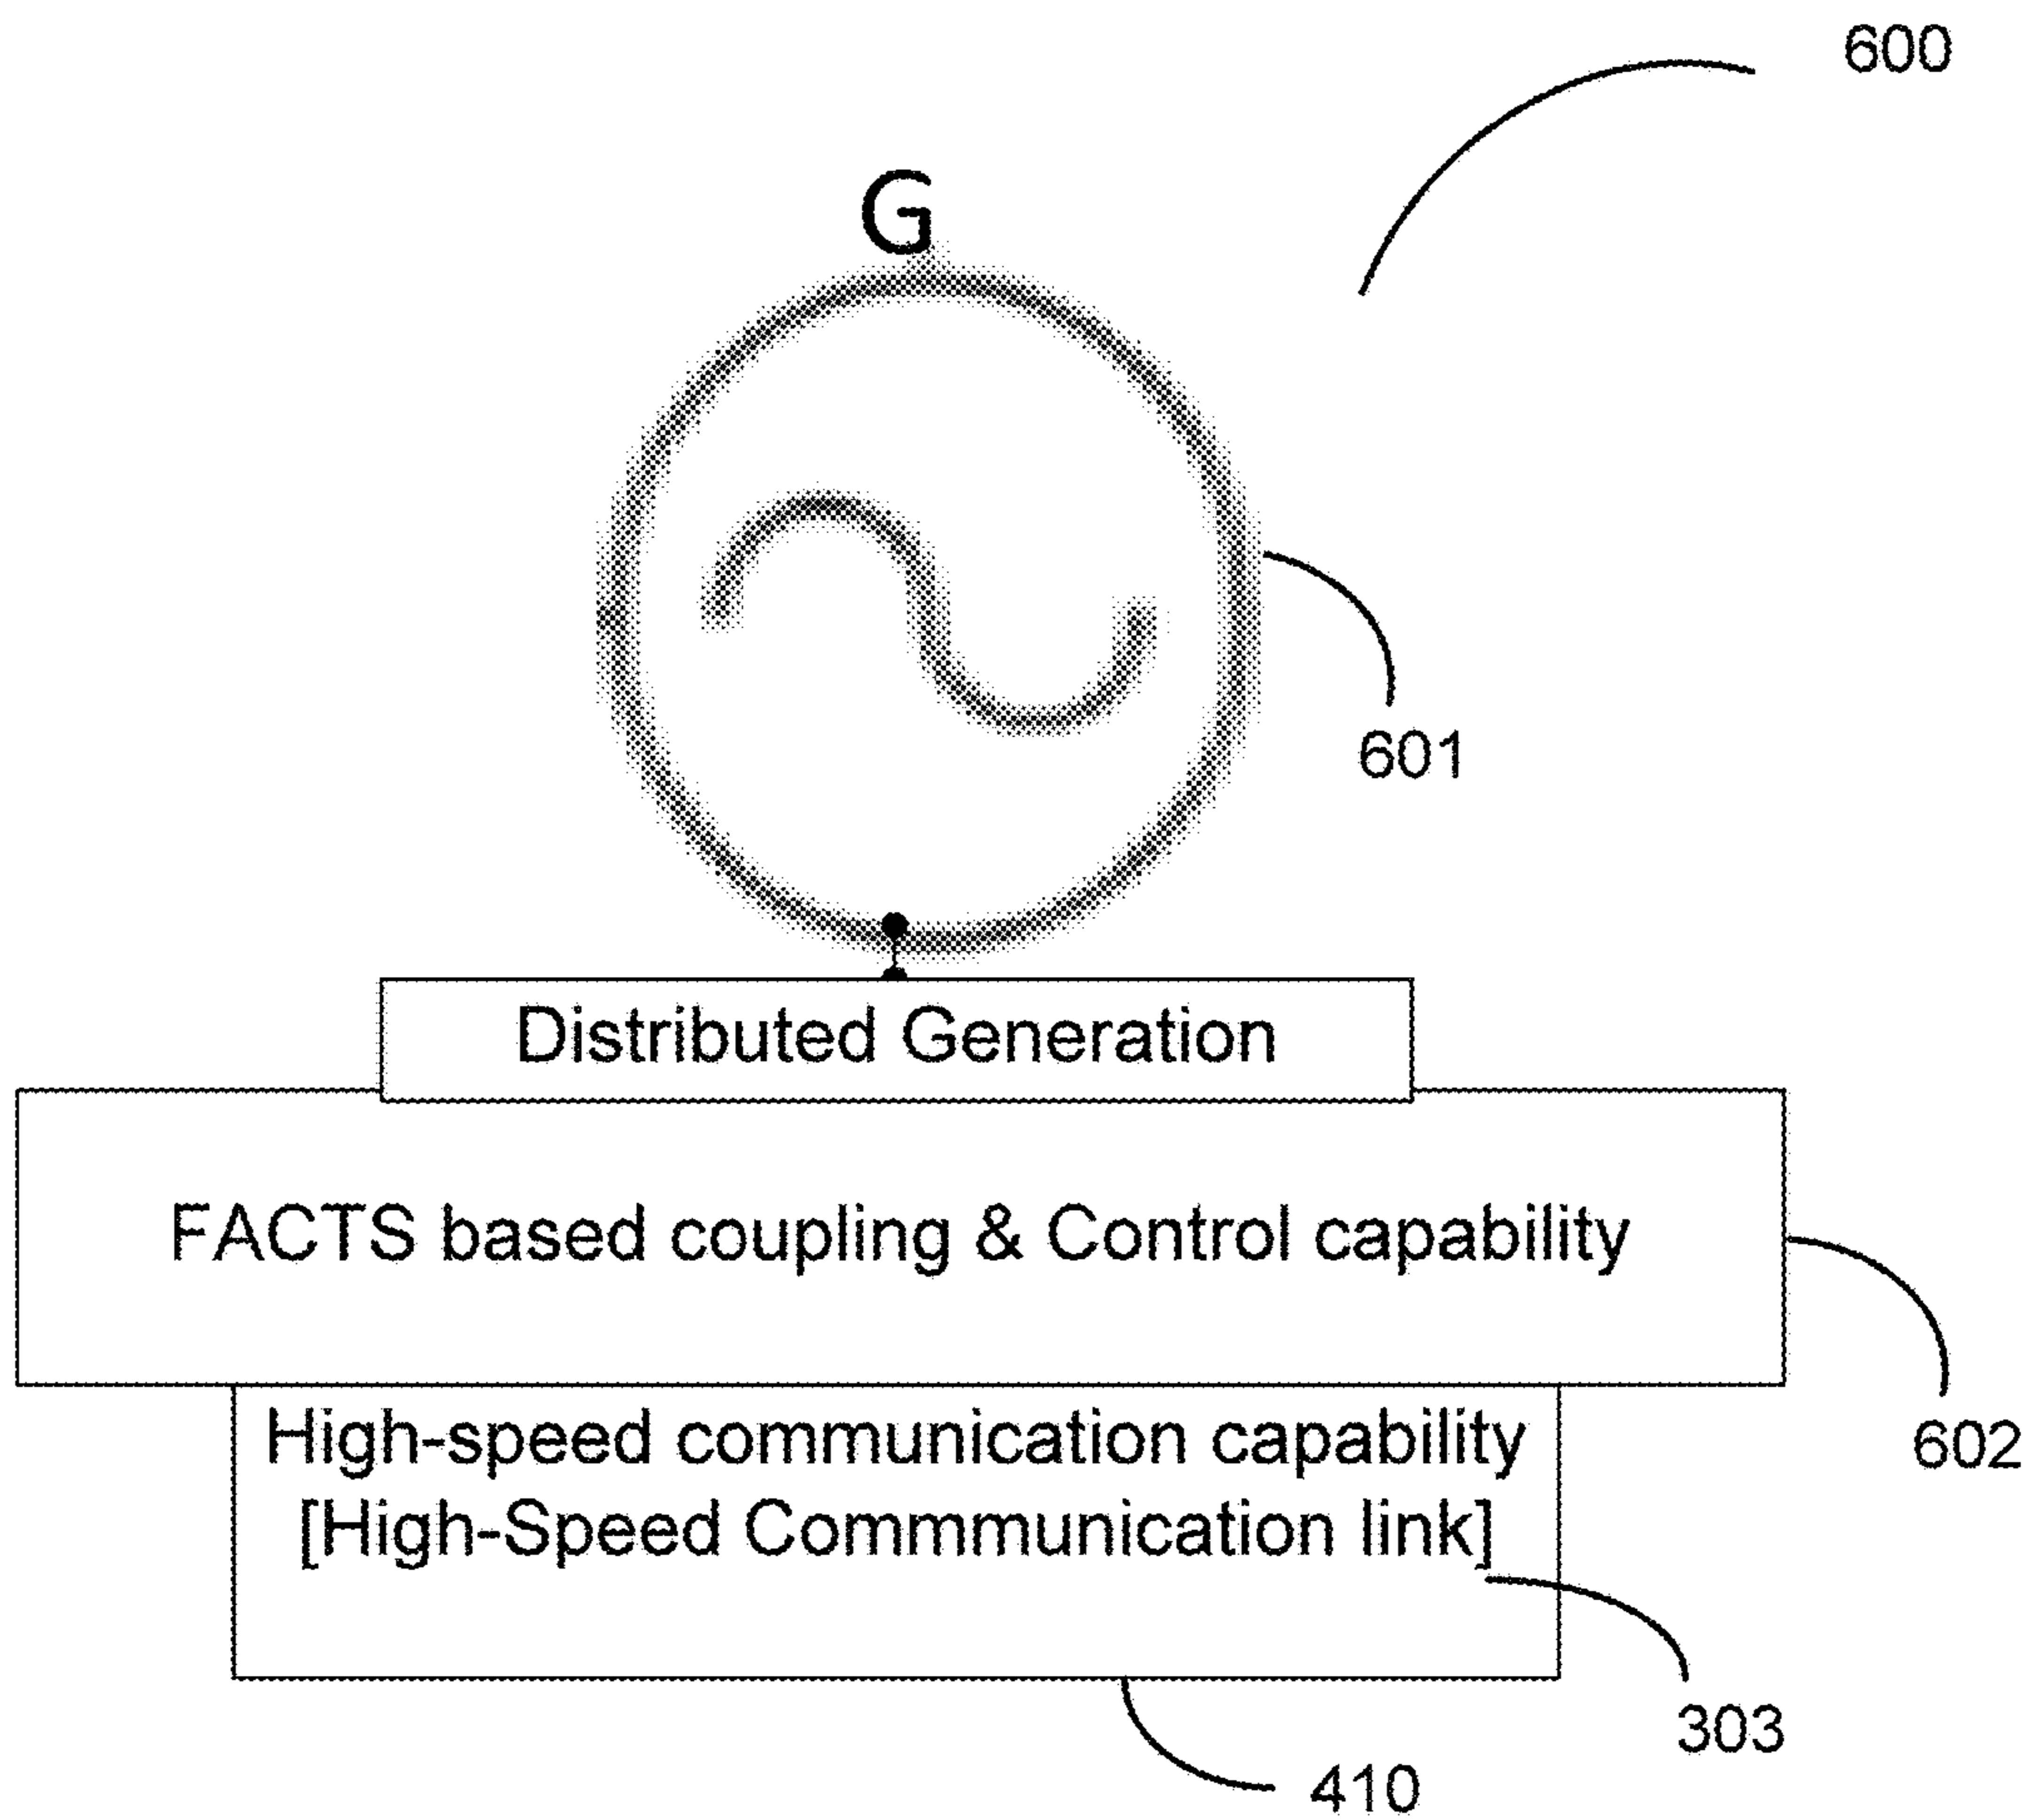 600
G
601
Distributed Generation
FACTS based coupling & Control capability
602
High-speed communication capability
[High-Speed Commmunication link]
303
410